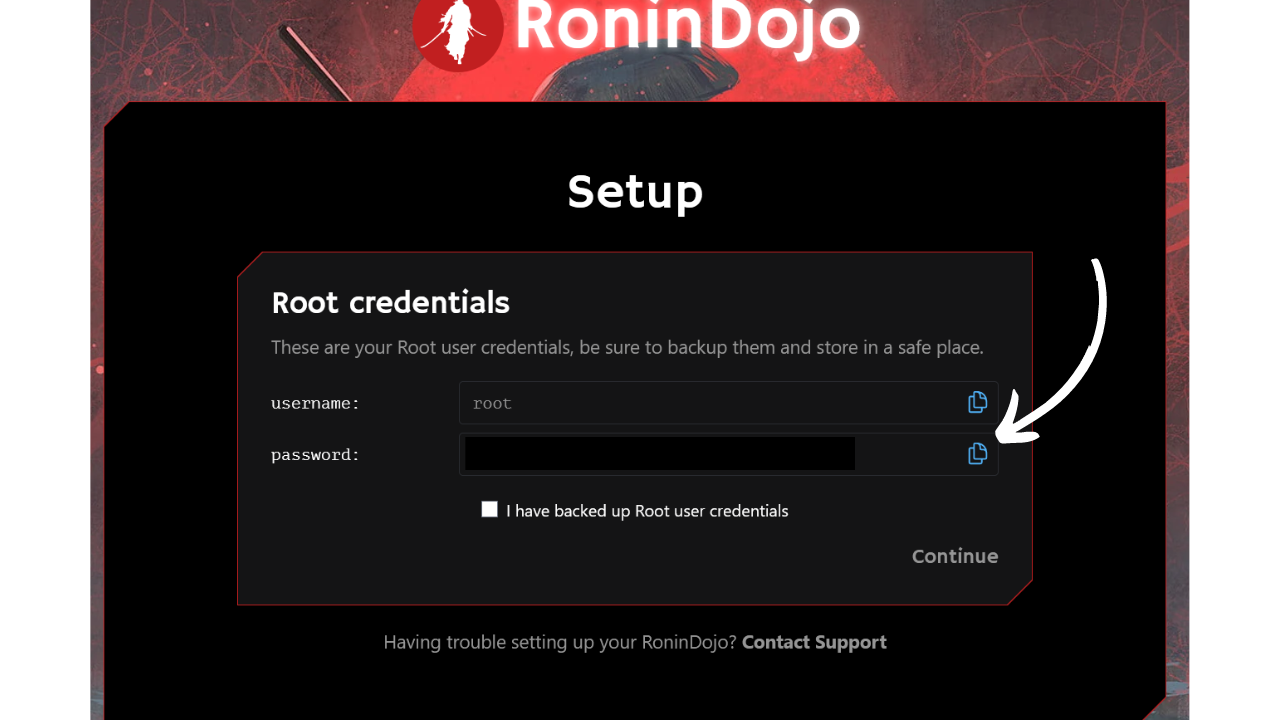 RoninDojo
Setup
Root credentials
These are your Root user credentials, be sure to backup them and store in a safe place.
username: root
password:
I have backed up Root user credentials
Continue
Having trouble setting up your RoninDojo? Contact Support